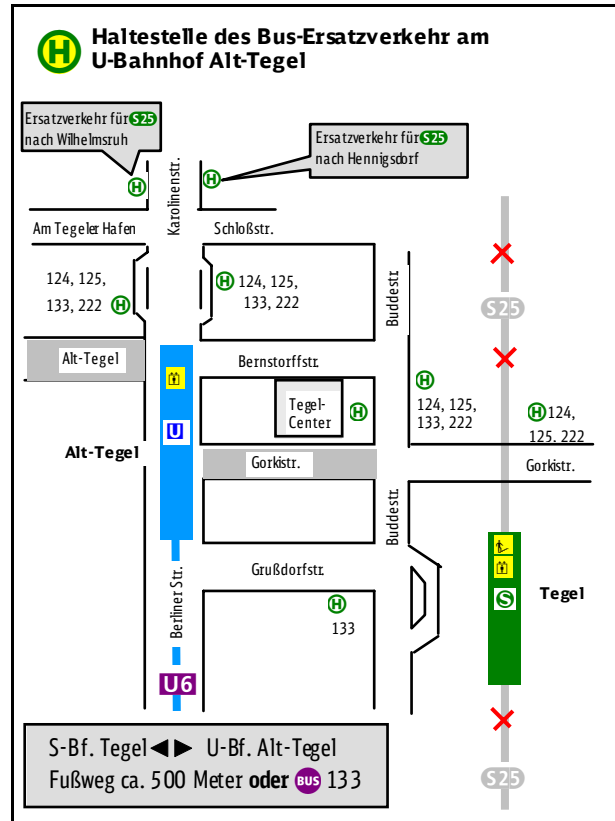 H Haltestelle des Bus-Ersatzverkehr am
U-Bahnhof Alt-Tegel
Ersatzverkehr für S25
nach Wilhelmsruh
Ersatzverkehr für S25
nach Hennigsdorf
H
H
Karolinenstr.
Am Tegeler Hafen
Schloßstr.
124, 125,
133, 222 H
H 124, 125,
133, 222
Buddestr.
S25
Alt-Tegel
Bernstorffstr.
H
124, 125,
133, 222
H 124,
125. 222
Tegel-
Center
H
U
Alt-Tegel
Gorkistr.
Gorkistr.
Buddestr.
Berliner Str.
Grußdorfstr.
H
133
S
Tegel
U6
S-Bf. Tegel ◄► U-Bf. Alt-Tegel
Fußweg ca. 500 Meter oder BUS 133
S25